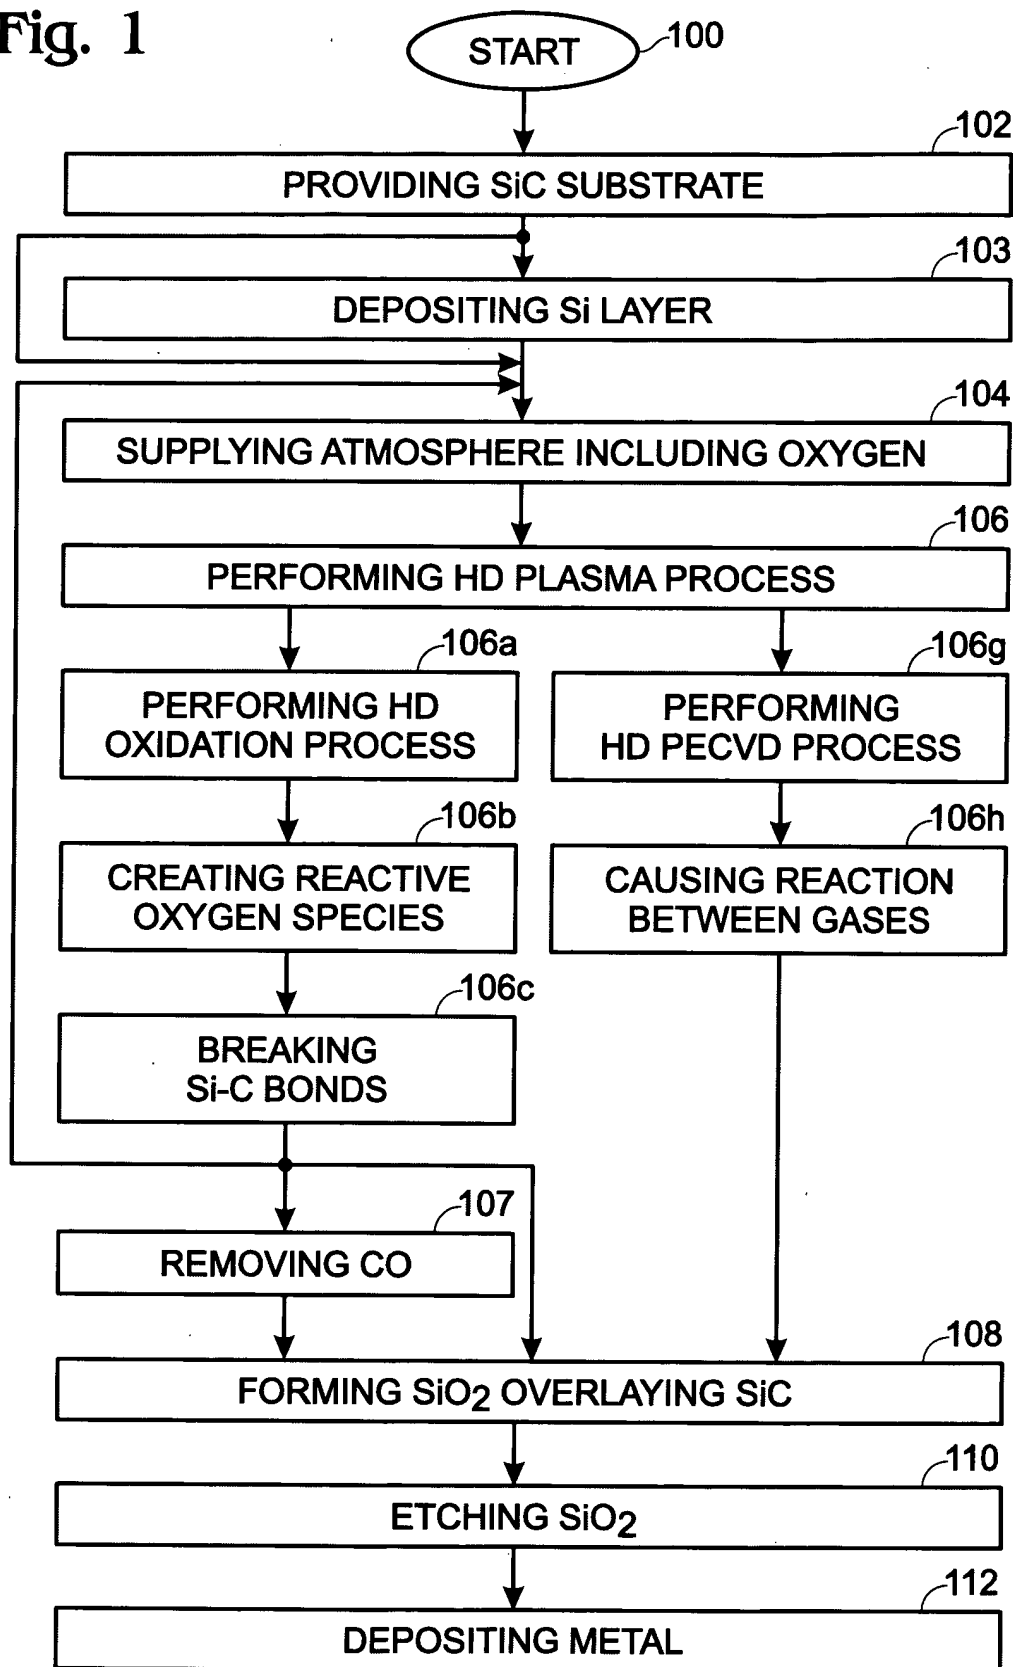 Fig. 1
START
100
102
PROVIDING SiC SUBSTRATE
103
DEPOSITING Si LAYER
104
SUPPLYING ATMOSPHERE INCLUDING OXYGEN
106
PERFORMING HD PLASMA PROCESS
106a
PERFORMING HD
OXIDATION PROCESS
106g
PERFORMING
HD PECVD PROCESS
106b
CREATING REACTIVE
OXYGEN SPECIES
106h
CAUSING REACTION
BETWEEN GASES
106c
BREAKING
Si-C BONDS
107
REMOVING CO
108
FORMING SiO2 OVERLAYING SiC
110
ETCHING SiO2
112
DEPOSITING METAL